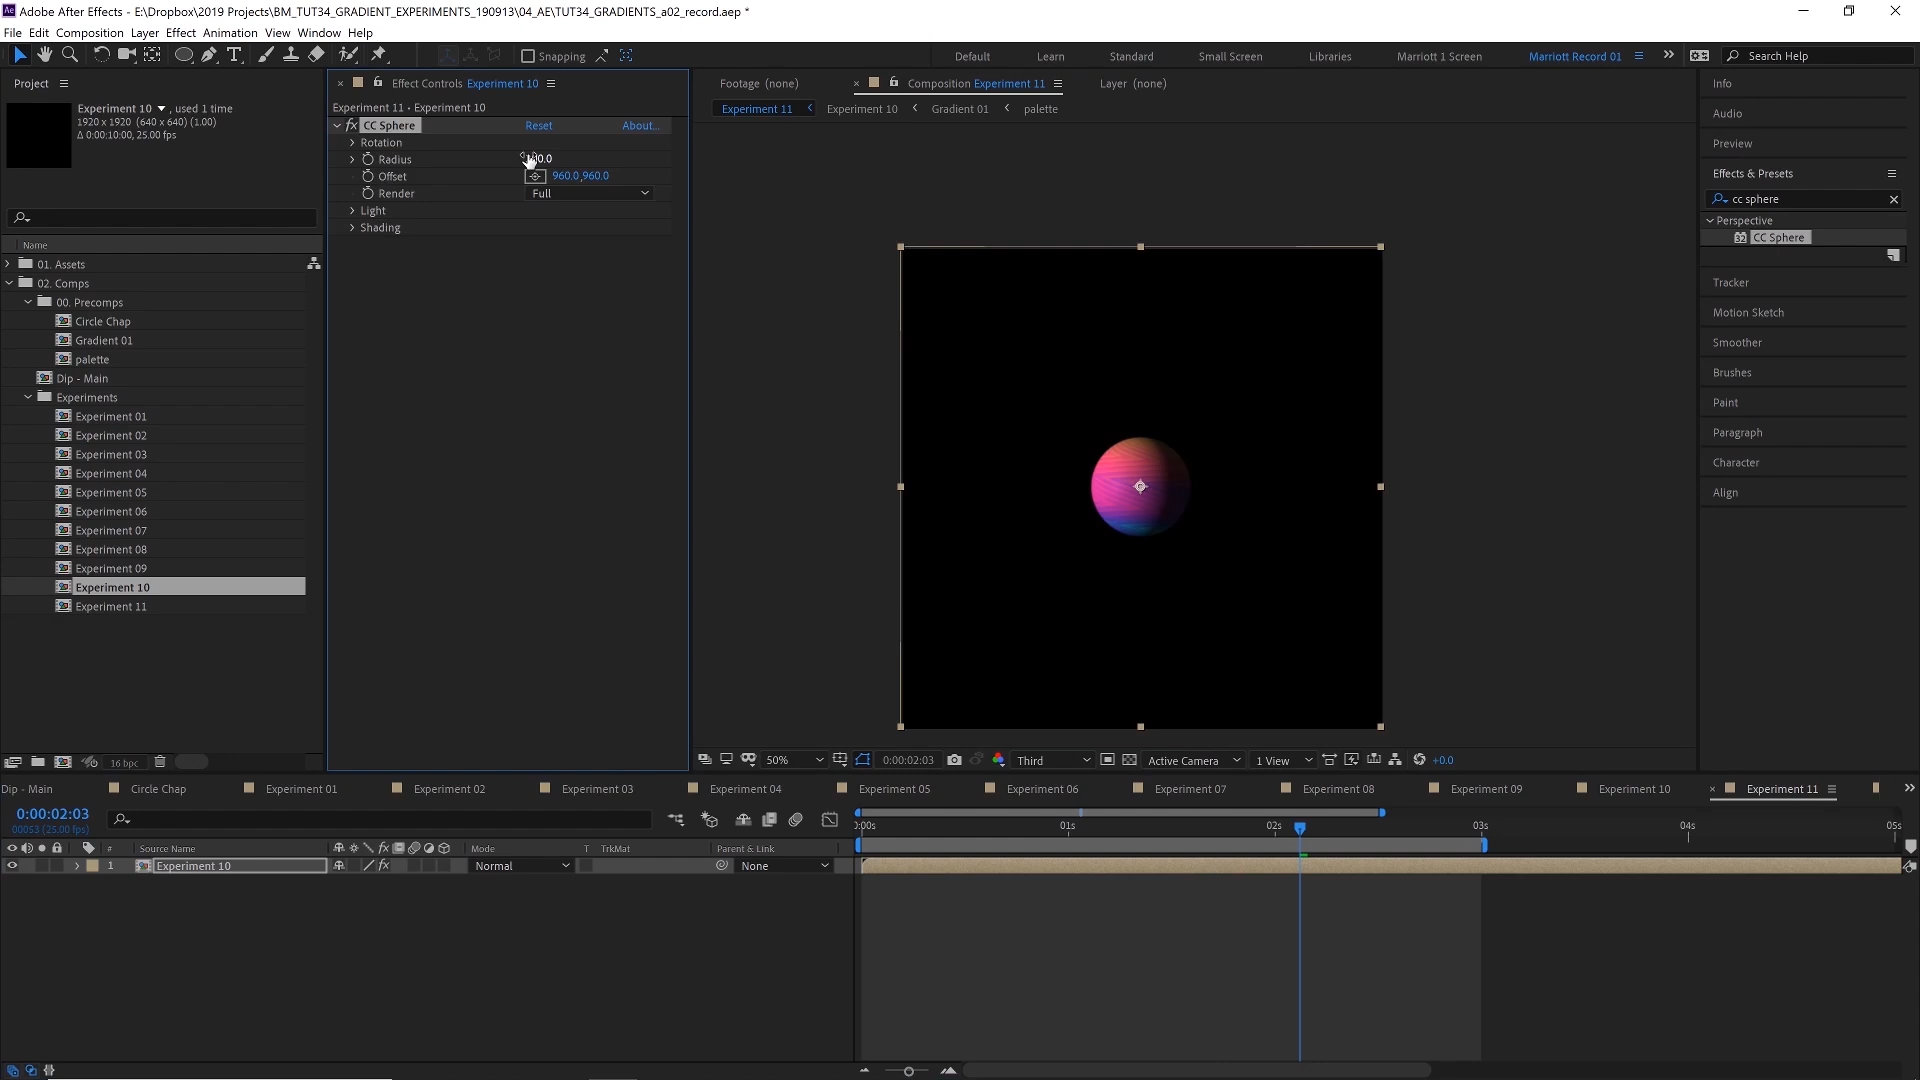 Adobe After Effects - E:\Dropbox\2019 Projects\BM_TUT34_GRADIENT_EXPERIMENTS_190913\04_AE\TUT34_GRADIENTS_a02_record.aep *
File Edit Composition Layer Effect Animation View Window Help
Snapping
Default Learn Standard Small Screen Libraries Marriott 1 Screen Marriott Record 01 Search Help
Project
Experiment 10 , used 1 time
1920 x 1920 (640 x 640) (1.00)
Δ 0:00:10:00, 25.00 fps
Name
01. Assets
02. Comps
00. Precomps
Circle Chap
Gradient 01
palette
Dip - Main
Experiments
Experiment 01
Experiment 02
Experiment 03
Experiment 04
Experiment 05
Experiment 06
Experiment 07
Experiment 08
Experiment 09
Experiment 10
Experiment 11
16 bpc
Effect Controls Experiment 10
Experiment 11 • Experiment 10
fx CC Sphere Reset About...
Rotation
Radius
Offset 960.0,960.0
Render Full
Light
Shading
Footage (none) Composition Experiment 11 Layer (none)
Experiment 11 Experiment 10 Gradient 01 palette
50% 0:00:02:03 Third Active Camera 1 View +0.0
Info
Audio
Preview
Effects & Presets
cc sphere
Perspective
32 CC Sphere
Tracker
Motion Sketch
Smoother
Brushes
Paint
Paragraph
Character
Align
Dip - Main Circle Chap Experiment 01 Experiment 02 Experiment 03 Experiment 04 Experiment 05 Experiment 06 Experiment 07 Experiment 08 Experiment 09 Experiment 10 Experiment 11
0:00:02:03
00053 (25.00 fps)
:00s 01s 02s 03s 04s 05s
# Source Name fx Mode T TrkMat Parent & Link
1 Experiment 10 fx Normal None